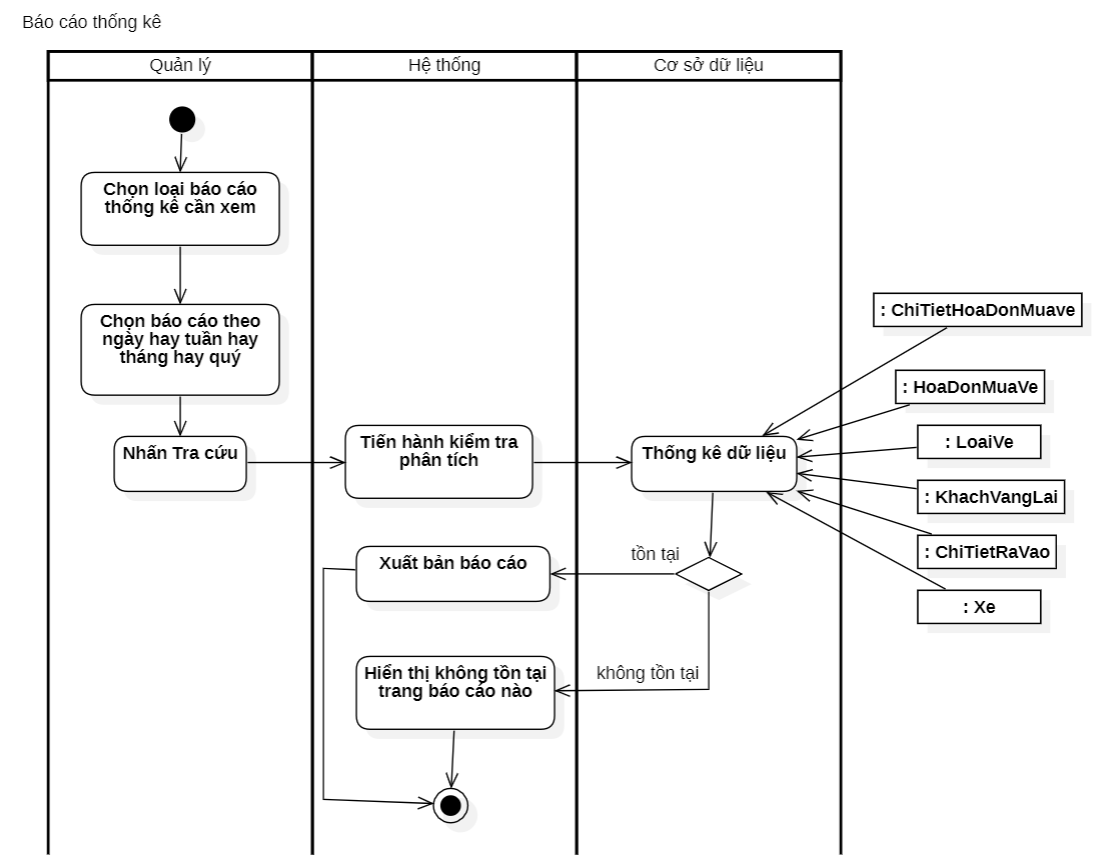 Báo cáo thống kê
Quản lý
Hệ thống
Cơ sở dữ liệu
Chọn loại báo cáo
thống kê cần xem
Chọn báo cáo theo
ngày hay tuần hay
tháng hay quý
Nhấn Tra cứu
Tiến hành kiểm tra
phân tích
Thống kê dữ liệu
: ChiTietHoaDonMuave
: HoaDonMuaVe
: LoaiVe
: KhachVangLai
: ChiTietRaVao
: Xe
tồn tại
Xuất bản báo cáo
không tồn tại
Hiển thị không tồn tại
trang báo cáo nào